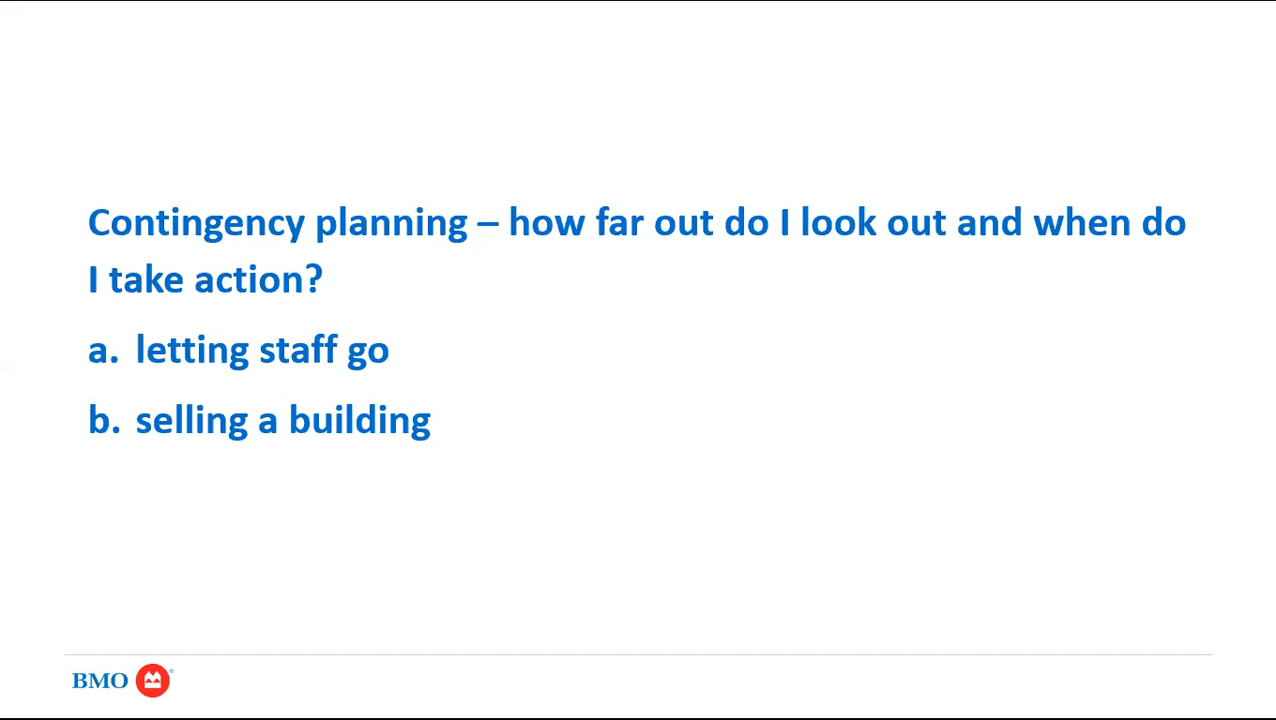 Contingency planning – how far out do I look out and when do
I take action?
a. letting staff go
b. selling a building
BMO ®